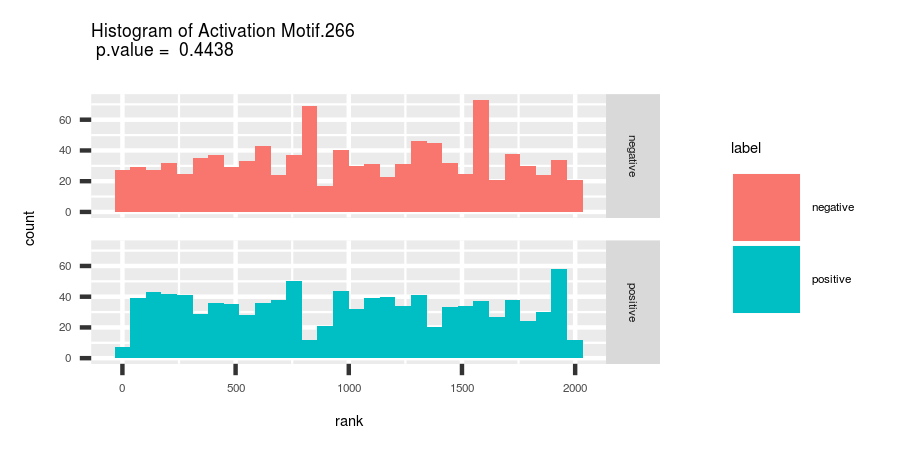 Histogram of Activation Motif.266
p.value = 0.4438
count
60
40
20
0
negative
60
40
20
0
positive
0 500 1000 1500 2000
rank
label
negative
positive